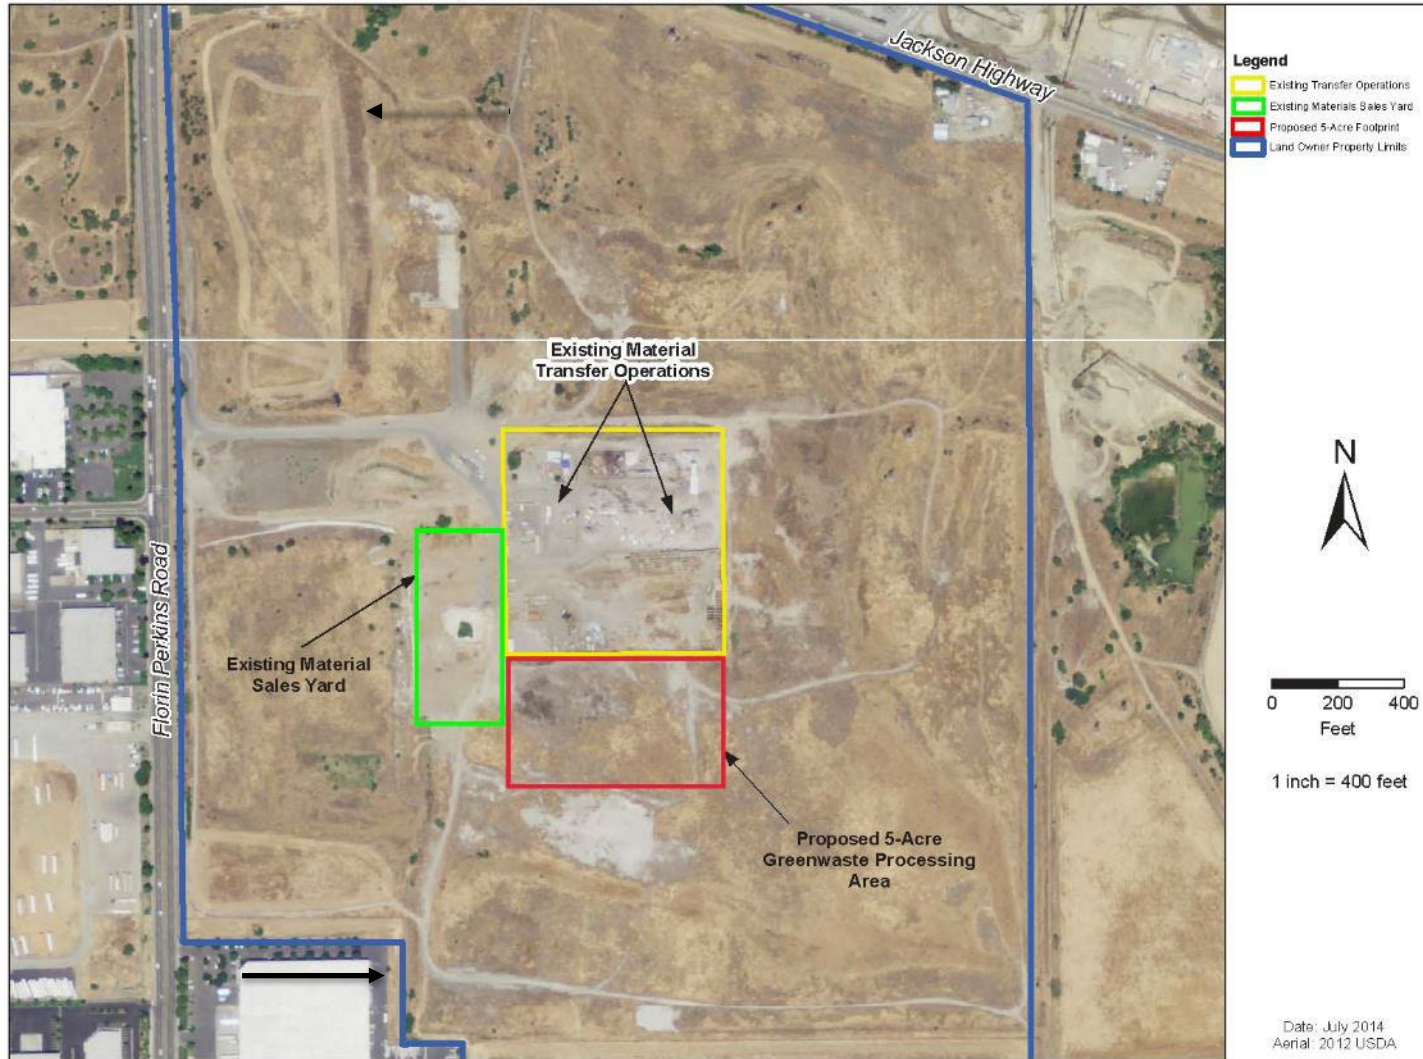 Jackson Highway
Legend
Existing Transfer Operations
Existing Materials Sales Yard
Proposed 5-Acre Footprint
Land Owner Property Limits
Existing Material
Transfer Operations
N
Florin Perkins Road
Existing Material
Sales Yard
0 200 400
Feet
1 inch = 400 feet
Proposed 5-Acre
Greenwaste Processing
Area
Date: July 2014
Aerial: 2012 USDA